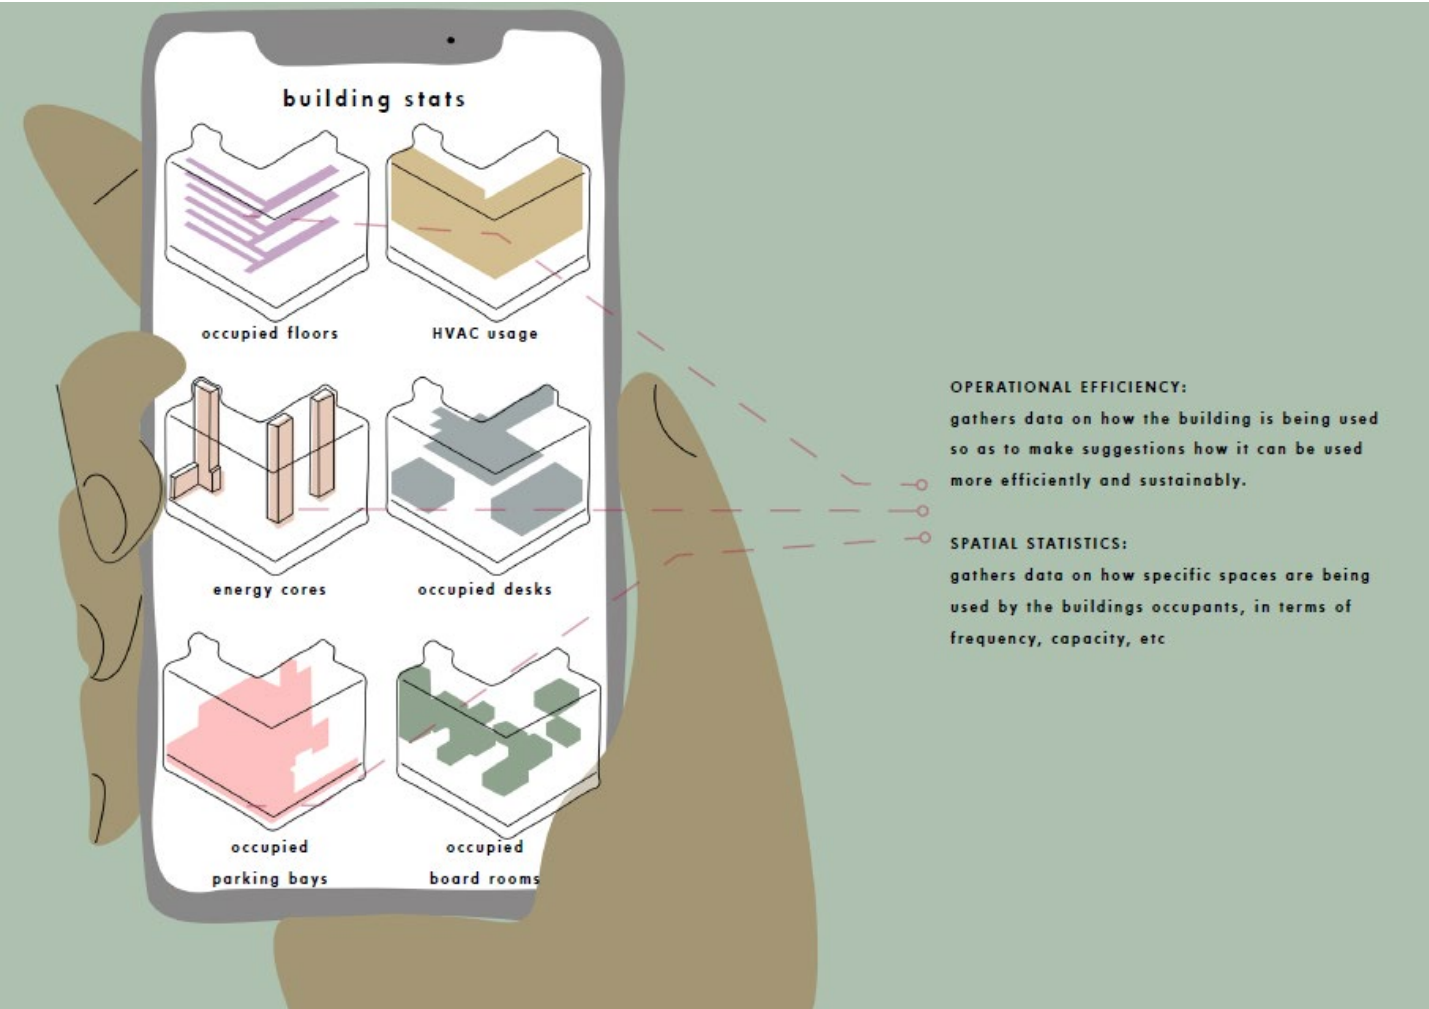 building stats
occupied floors
HVAC usage
energy cores
occupied desks
occupied
parking bays
occupied
board rooms
OPERATIONAL EFFICIENCY:
gathers data on how the building is being used
so as to make suggestions how it can be used
more efficiently and sustainably.
SPATIAL STATISTICS:
gathers data on how specific spaces are being
used by the buildings occupants, in terms of
frequency, capacity, etc